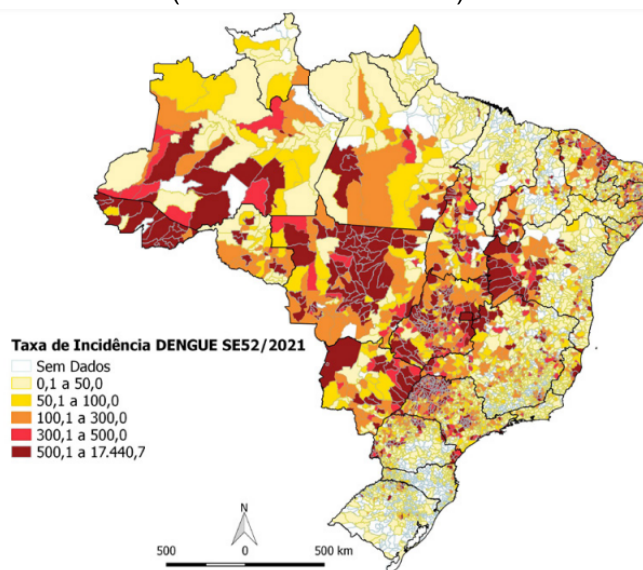 Taxa de Incidência DENGUE SE52/2021
Sem Dados
0,1 a 50,0
50,1 a 100,0
100,1 a 300,0
300,1 a 500,0
500,1 a 17.440,7
N
500 0 500 km